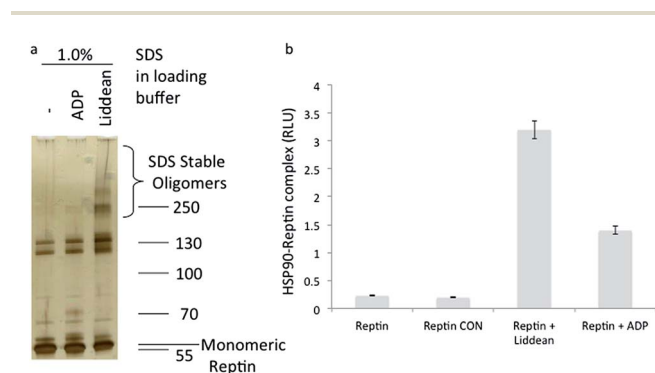 a
1.0%
SDS
in loading
buffer
-
ADP
Liddean
SDS Stable
Oligomers
250
130
100
70
55
Monomeric
Reptin
b
HSP90-Reptin complex (RLU)
4
3.5
3
2.5
2
1.5
1
0.5
0
Reptin
Reptin CON
Reptin +
Liddean
Reptin + ADP